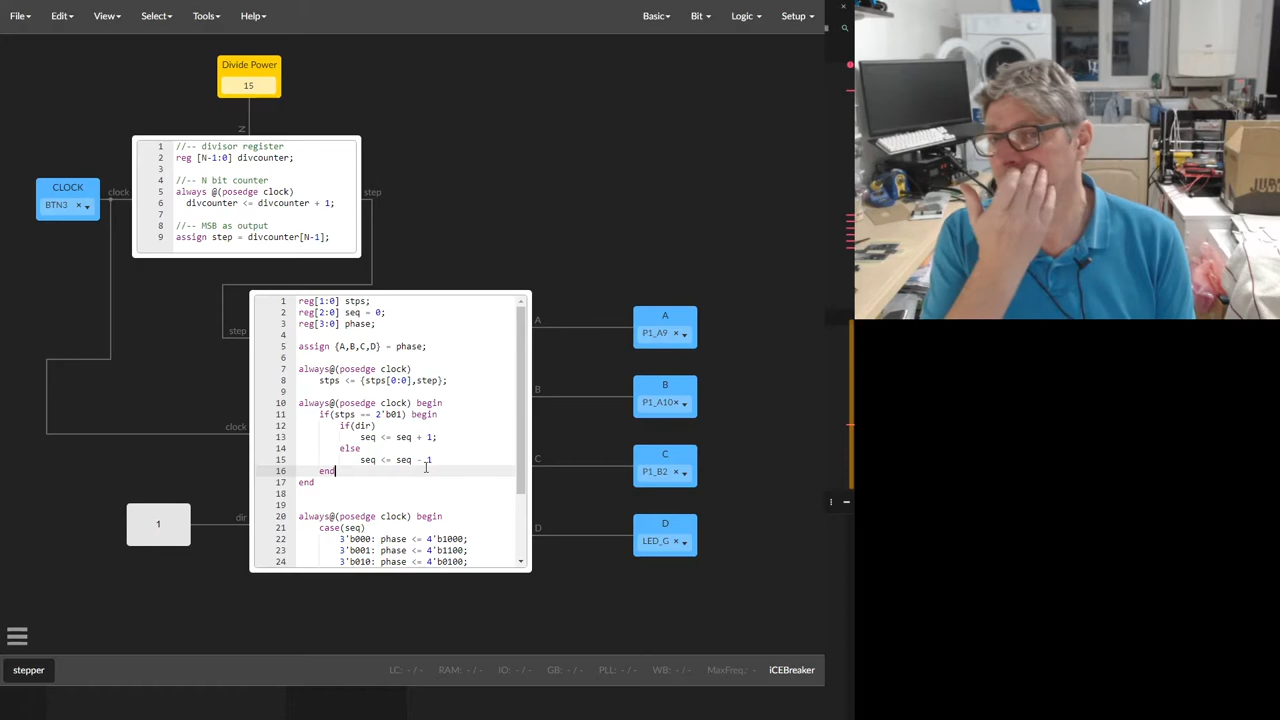 File Edit View Select Tools Help Basic Bit Logic Setup
Divide Power
15
N
1 //-- divisor register
2 reg [N-1:0] divcounter;
3
4 //-- N bit counter
5 always @(posedge clock)
6 divcounter <= divcounter + 1;
7
8 //-- MSB as output
9 assign step = divcounter[N-1];
CLOCK
BTN3 ×
clock
step
step
clock
1
dir
1 reg[1:0] stps;
2 reg[2:0] seq = 0;
3 reg[3:0] phase;
4
5 assign {A,B,C,D} = phase;
6
7 always@(posedge clock)
8 stps <= {stps[0:0],step};
9
10 always@(posedge clock) begin
11 if(stps == 2'b01) begin
12 if(dir)
13 seq <= seq + 1;
14 else
15 seq <= seq - 1
16 end
17 end
18
19
20 always@(posedge clock) begin
21 case(seq)
22 3'b000: phase <= 4'b1000;
23 3'b001: phase <= 4'b1100;
24 3'b010: phase <= 4'b0100;
A
A
P1_A9 ×
B
B
P1_A10 ×
C
C
P1_B2 ×
D
D
LED_G ×
stepper
LC: - / - RAM: - / - IO: - / - GB: - / - PLL: - / - WB: - / - MaxFreq.: - iCEBreaker